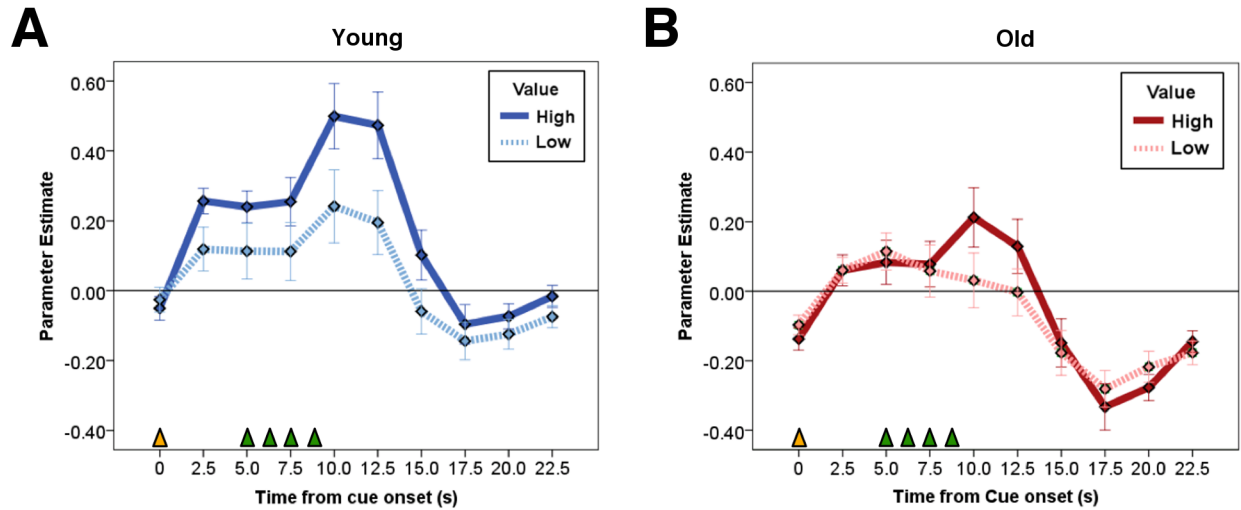 A
Young
Value
High
Low
Parameter Estimate
0.60
0.40
0.20
0.00
-0.20
-0.40
0 2.5 5.0 7.5 10.0 12.5 15.0 17.5 20.0 22.5
Time from cue onset (s)
B
Old
Value
High
Low
Parameter Estimate
0.60
0.40
0.20
0.00
-0.20
-0.40
0 2.5 5.0 7.5 10.0 12.5 15.0 17.5 20.0 22.5
Time from Cue onset (s)